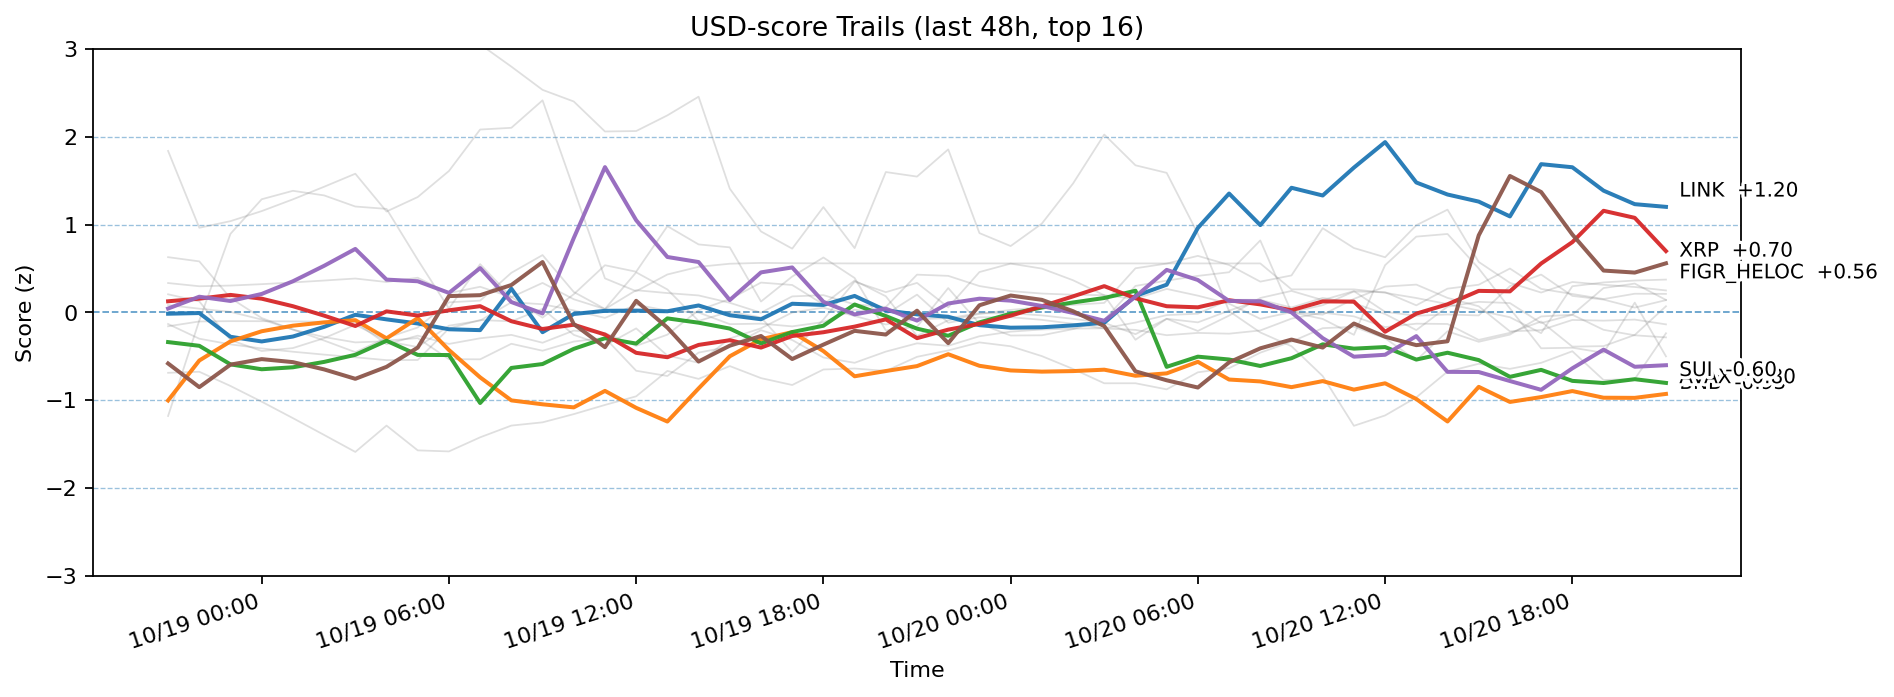 USD-score Trails (last 48h, top 16)
Score (z)
3
2
1
0
−1
−2
−3
LINK +1.20
XRP +0.70
FIGR_HELOC +0.56
SUI -0.60
10/19 00:00
10/19 06:00
10/19 12:00
10/19 18:00
10/20 00:00
10/20 06:00
10/20 12:00
10/20 18:00
Time